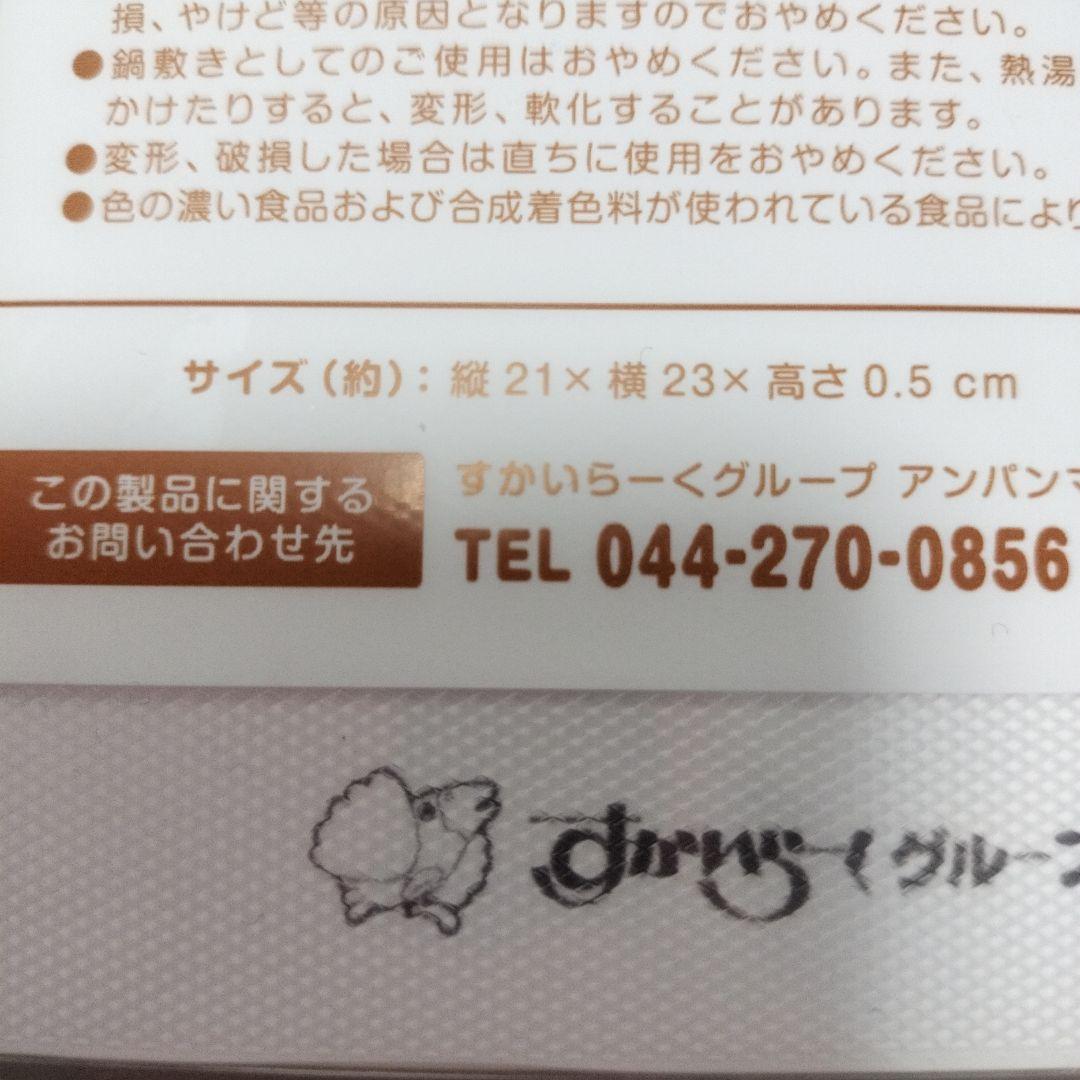 損、やけど等の原因となりますのでおやめください。
●鍋敷きとしてのご使用はおやめください。また、熱湯
かけたりすると、変形、軟化することがあります。
●変形、破損した場合は直ちに使用をおやめください。
●色の濃い食品および合成着色料が使われている食品により
サイズ（約）：縦21×横23×高さ0.5 cm
この製品に関する
お問い合わせ先
すかいらーくグループ アンパンマ
TEL 044-270-0856
すかいらーくグループ